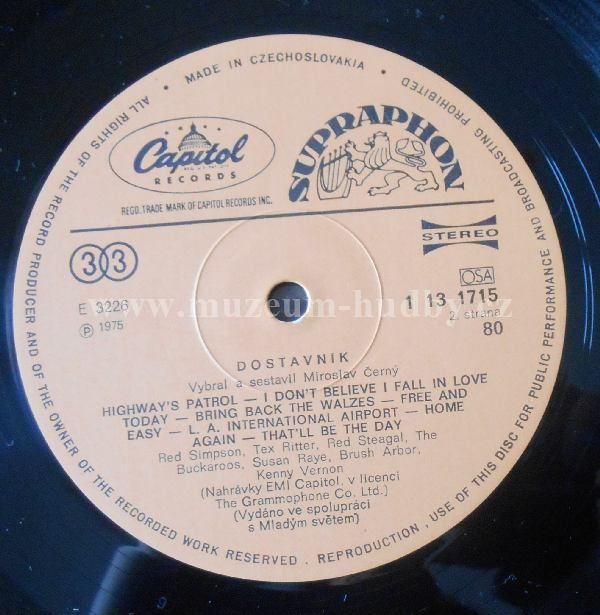 ALL RIGHTS OF THE RECORD PRODUCER AND OF THE OWNER OF THE RECORDED WORK RESERVED . REPRODUCTION , USE OF THIS DISC FOR PUBLIC PERFORMANCE AND BROADCASTING PROHIBITED
• MADE IN CZECHOSLOVAKIA •
Capitol
RECORDS
REGD. TRADE MARK OF CAPITOL RECORDS INC.
SUPRAPHON
STEREO
33
OSA
E 3226
℗ 1975
1 13 1715
2. strana
80
www.muzeum-hudby.cz
DOSTAVNIK
Vybral a sestavil Miroslav Černý
HIGHWAY'S PATROL — I DON'T BELIEVE I FALL IN LOVE
TODAY — BRING BACK THE WALZES — FREE AND
EASY — L. A. INTERNATIONAL AIRPORT — HOME
AGAIN — THAT'LL BE THE DAY
Red Simpson, Tex Ritter, Red Steagal, The
Buckaroos, Susan Raye, Brush Arbor,
Kenny Vernon
(Nahrávky EMI Capitol, v licenci
The Grammophone Co. Ltd.)
(Vydáno ve spolupráci
s Mladým světem)